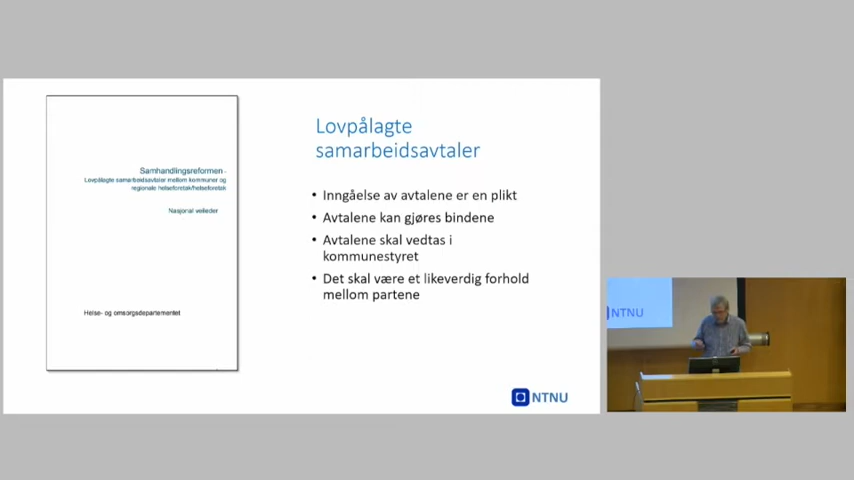 Samhandlingsreformen -
Lovpålagte samarbeidsavtaler mellom kommuner og
regionale helseforetak/helseforetak
Nasjonal veileder
Helse- og omsorgsdepartementet
Lovpålagte
samarbeidsavtaler
• Inngåelse av avtalene er en plikt
• Avtalene kan gjøres bindene
• Avtalene skal vedtas i
kommunestyret
• Det skal være et likeverdig forhold
mellom partene
NTNU
NTNU